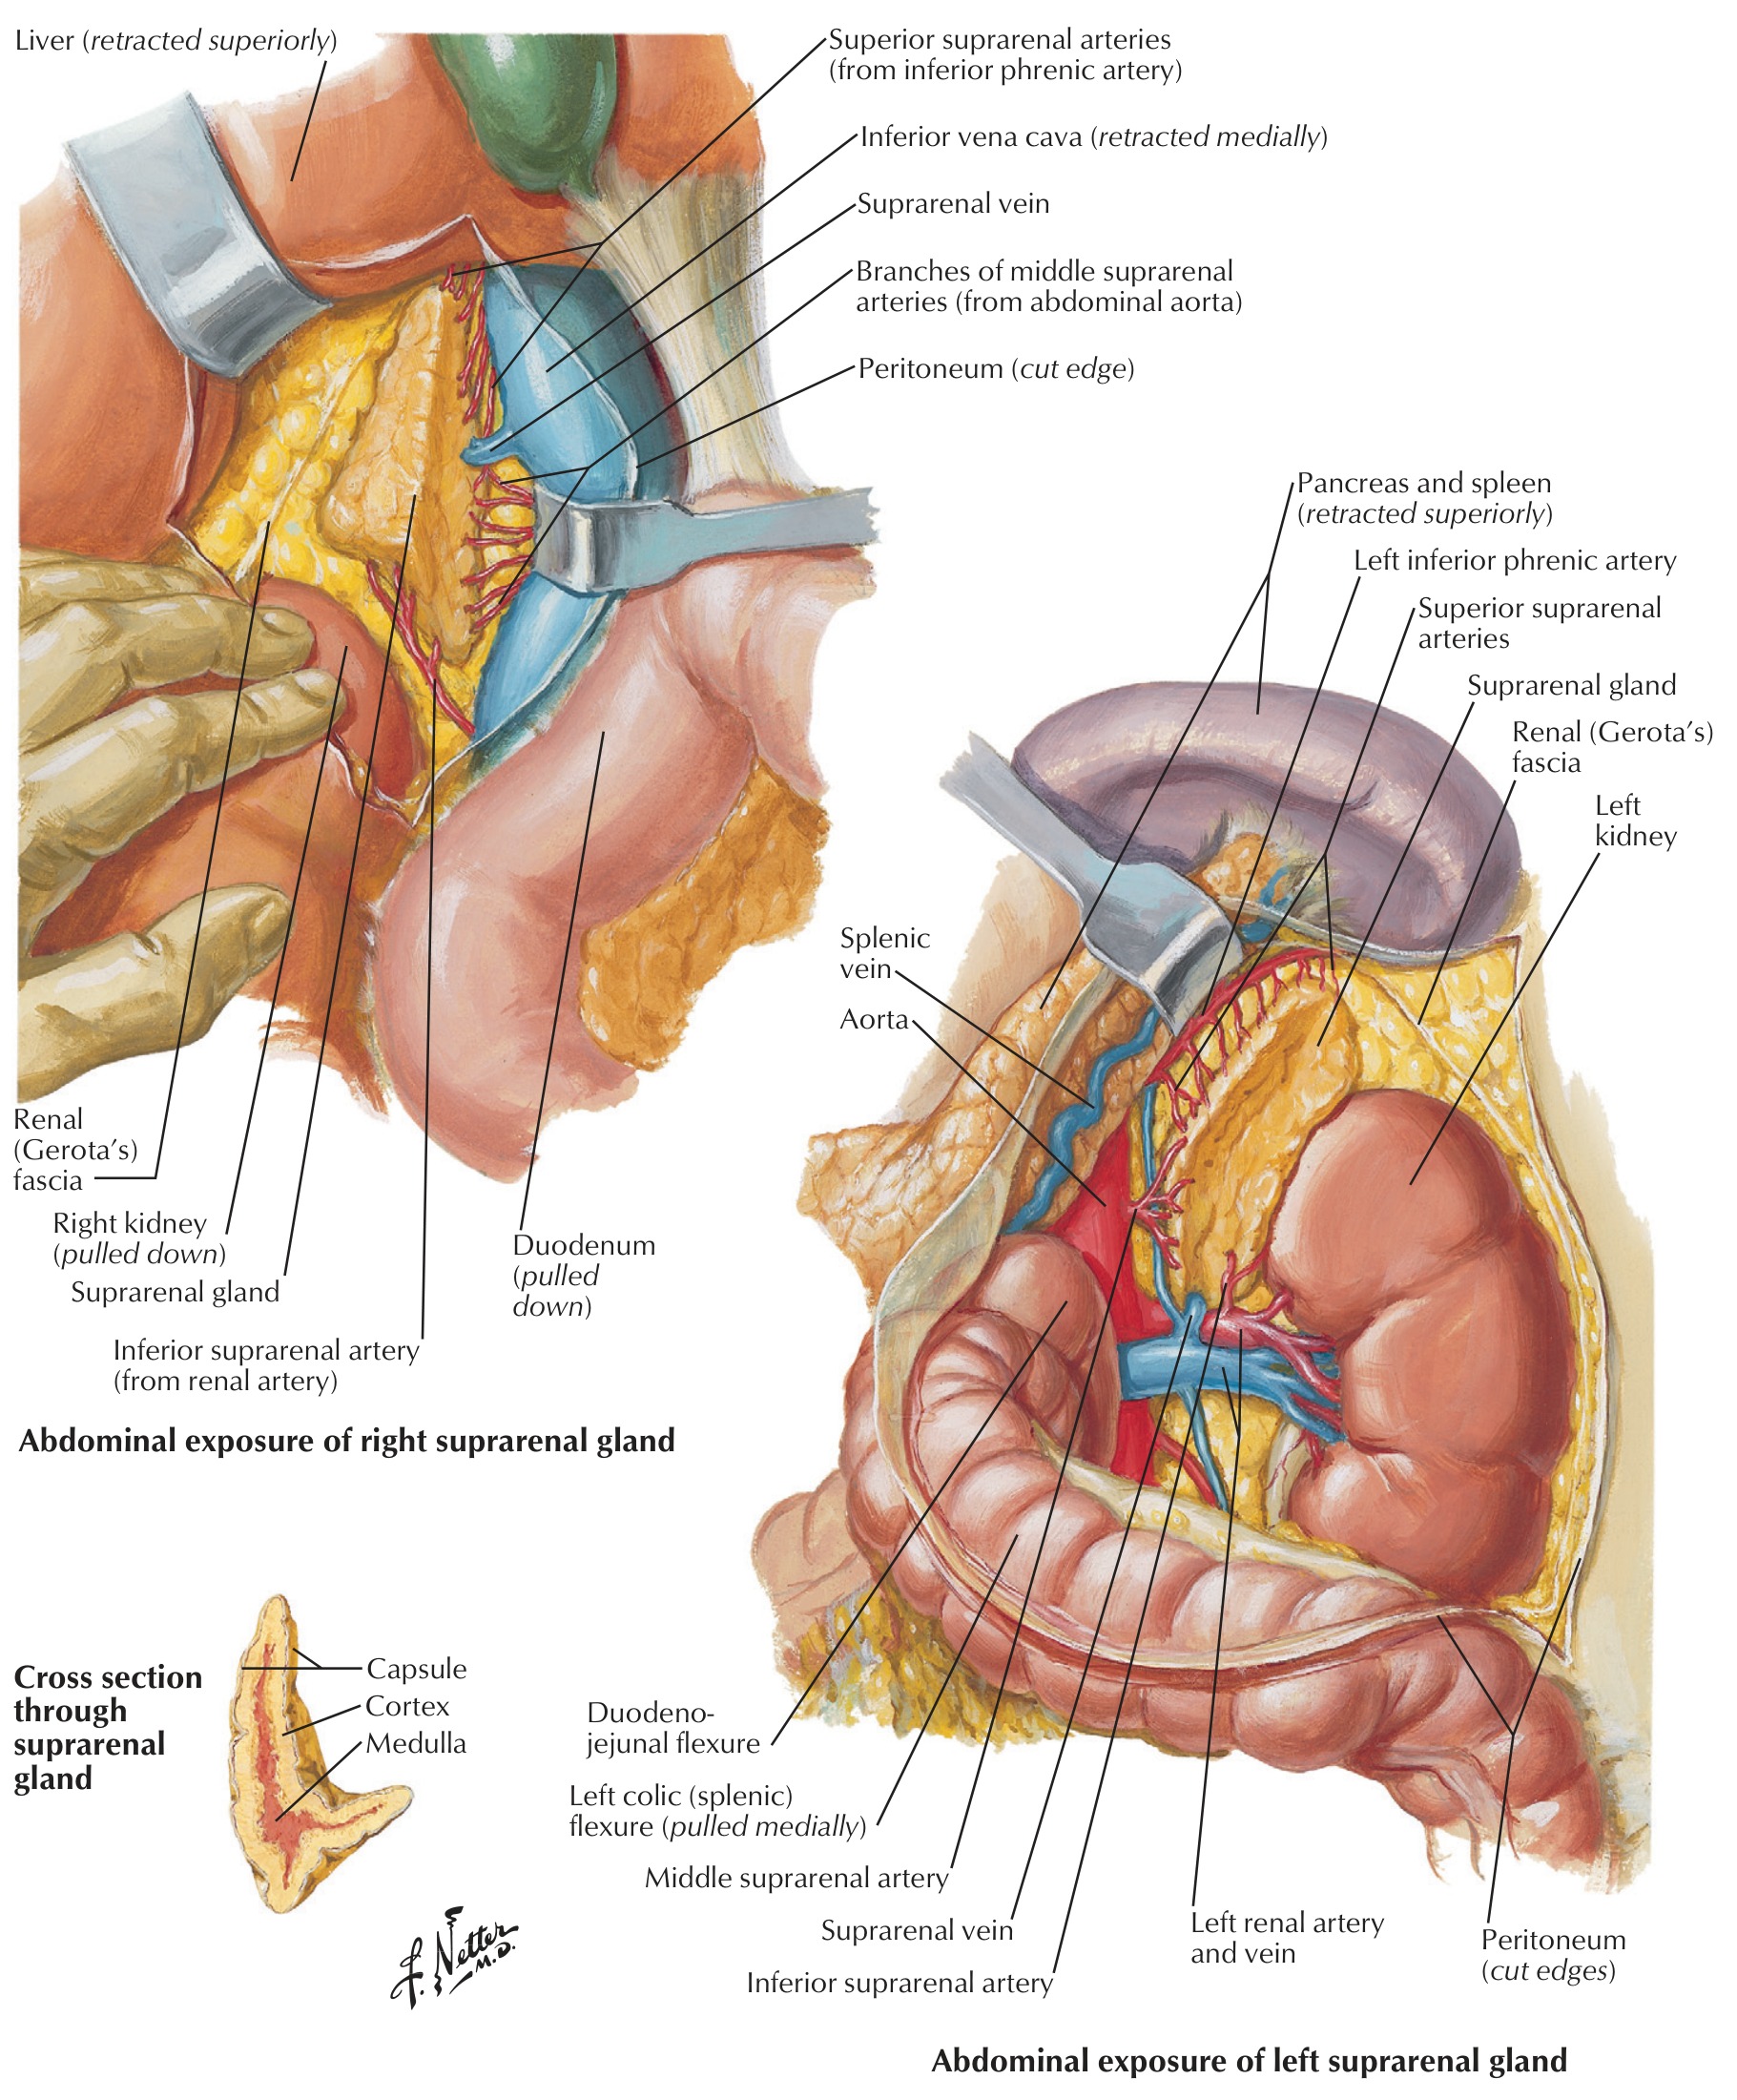 Liver (retracted superiorly)
Superior suprarenal arteries
(from inferior phrenic artery)
Inferior vena cava (retracted medially)
Suprarenal vein
Branches of middle suprarenal
arteries (from abdominal aorta)
Peritoneum (cut edge)
Pancreas and spleen
(retracted superiorly)
Left inferior phrenic artery
Superior suprarenal
arteries
Suprarenal gland
Renal (Gerota’s)
fascia
Left
kidney
Splenic
vein
Aorta
Renal
(Gerota’s)
fascia
Right kidney
(pulled down)
Suprarenal gland
Inferior suprarenal artery
(from renal artery)
Duodenum
(pulled
down)
Abdominal exposure of right suprarenal gland
Cross section
through
suprarenal
gland
Capsule
Cortex
Medulla
Duodeno-
jejunal flexure
Left colic (splenic)
flexure (pulled medially)
Middle suprarenal artery
Suprarenal vein
Inferior suprarenal artery
Left renal artery
and vein
Peritoneum
(cut edges)
F. Netter
M.D.
Abdominal exposure of left suprarenal gland